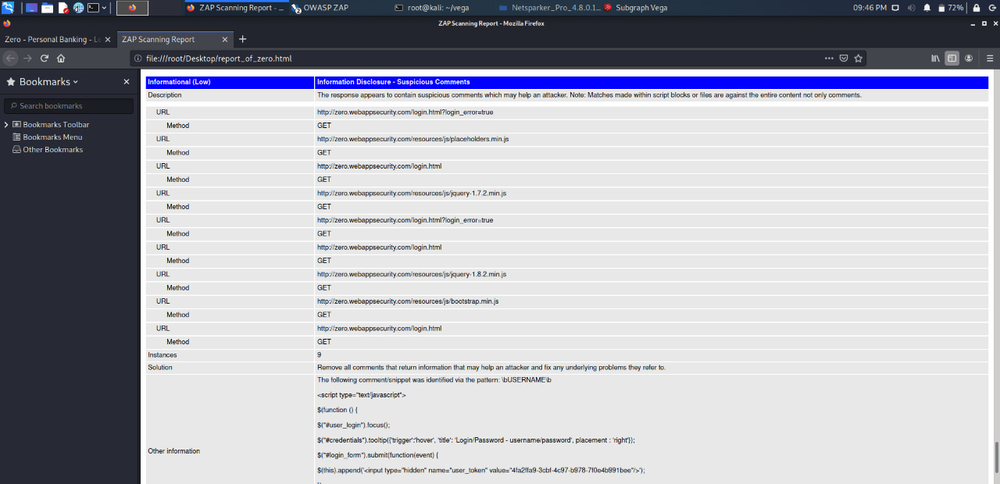 ZAP Scanning Report - ...
OWASP ZAP
2
root@kali: ~/vega
Netsparker_Pro_4.8.0.1...
Subgraph Vega
09:46 PM
72%
ZAP Scanning Report - Mozilla Firefox
Zero - Personal Banking - Lo
ZAP Scanning Report
file:///root/Desktop/report_of_zero.html
Bookmarks
Search bookmarks
Bookmarks Toolbar
Bookmarks Menu
Other Bookmarks
Informational (Low) Information Disclosure - Suspicious Comments
Description The response appears to contain suspicious comments which may help an attacker. Note: Matches made within script blocks or files are against the entire content not only comments.
URL http://zero.webappsecurity.com/login.html?login_error=true
Method GET
URL http://zero.webappsecurity.com/resources/js/placeholders.min.js
Method GET
URL http://zero.webappsecurity.com/login.html
Method GET
URL http://zero.webappsecurity.com/resources/js/jquery-1.7.2.min.js
Method GET
URL http://zero.webappsecurity.com/login.html?login_error=true
Method GET
URL http://zero.webappsecurity.com/login.html
Method GET
URL http://zero.webappsecurity.com/resources/js/jquery-1.8.2.min.js
Method GET
URL http://zero.webappsecurity.com/resources/js/bootstrap.min.js
Method GET
URL http://zero.webappsecurity.com/login.html
Method GET
Instances 9
Solution Remove all comments that return information that may help an attacker and fix any underlying problems they refer to.
Other information
The following comment/snippet was identified via the pattern: \bUSERNAME\b
<script type="text/javascript">
$(function () {
$("#user_login").focus();
$("#credentials").tooltip({'trigger':'hover', 'title': 'Login/Password - username/password', placement : 'right'});
$("#login_form").submit(function(event) {
$(this).append('<input type="hidden" name="user_token" value="4fa2ffa9-3cbf-4c97-b978-7f0e4b991bee"/>');